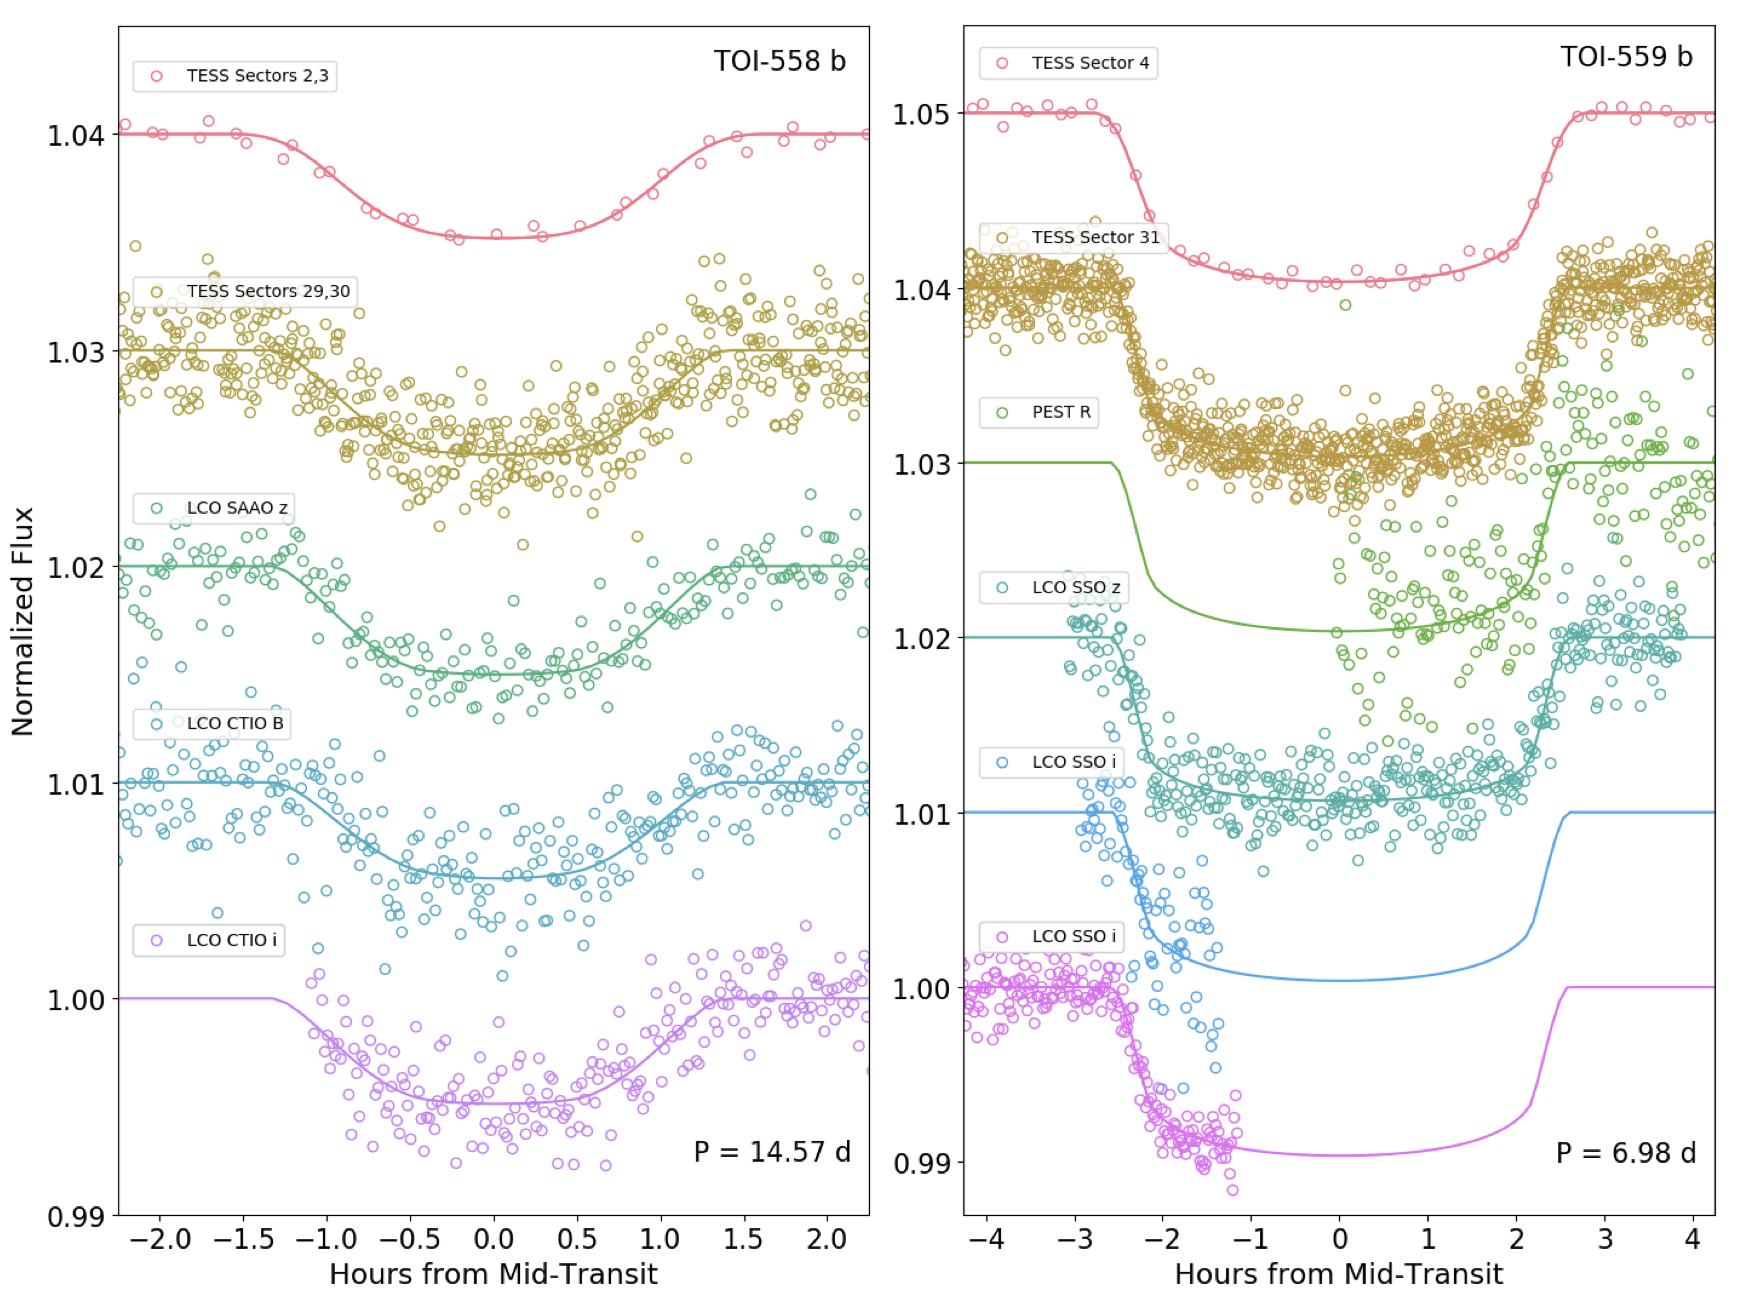 TOI-558 b
TESS Sectors 2,3
1.04
TESS Sectors 29,30
1.03
LCO SAAO z
1.02
LCO CTIO B
1.01
LCO CTIO i
1.00
P = 14.57 d
0.99
−2.0 −1.5 −1.0 −0.5 0.0 0.5 1.0 1.5 2.0
Hours from Mid-Transit
Normalized Flux
TOI-559 b
TESS Sector 4
1.05
TESS Sector 31
1.04
PEST R
1.03
LCO SSO z
1.02
LCO SSO i
1.01
LCO SSO i
1.00
P = 6.98 d
0.99
−4 −3 −2 −1 0 1 2 3 4
Hours from Mid-Transit